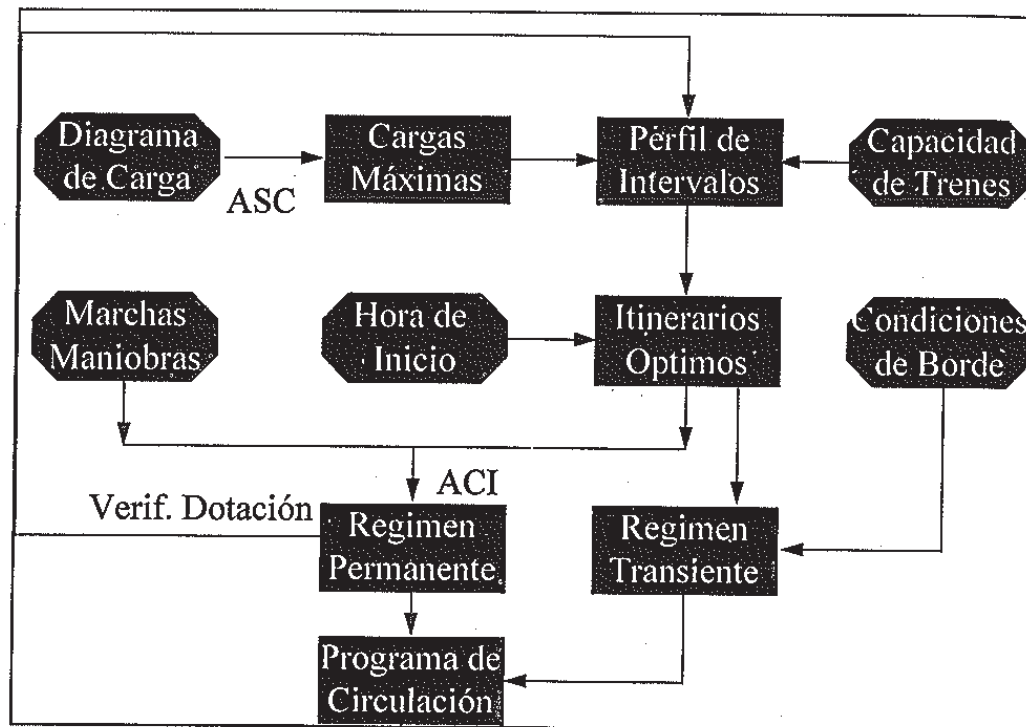 Diagrama
de Carga
ASC
Cargas
Máximas
Perfil de
Intervalos
Capacidad
de Trenes
Marchas
Maniobras
Hora de
Inicio
Itinerarios
Optimos
Condiciones
de Borde
Verif. Dotación
ACI
Regimen
Permanente
Regimen
Transiente
Programa de
Circulación